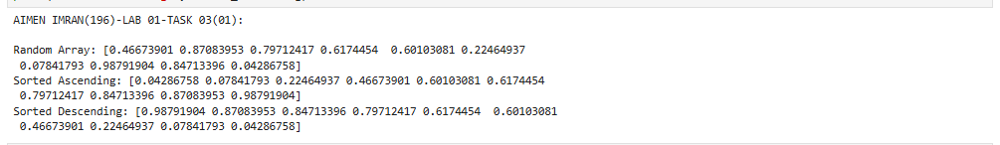 AIMEN IMRAN(196)-LAB 01-TASK 03(01):
Random Array: [0.46673901 0.87083953 0.79712417 0.6174454  0.60103081 0.22464937
 0.07841793 0.98791904 0.84713396 0.04286758]
Sorted Ascending: [0.04286758 0.07841793 0.22464937 0.46673901 0.60103081 0.6174454
 0.79712417 0.84713396 0.87083953 0.98791904]
Sorted Descending: [0.98791904 0.87083953 0.84713396 0.79712417 0.6174454  0.60103081
 0.46673901 0.22464937 0.07841793 0.04286758]